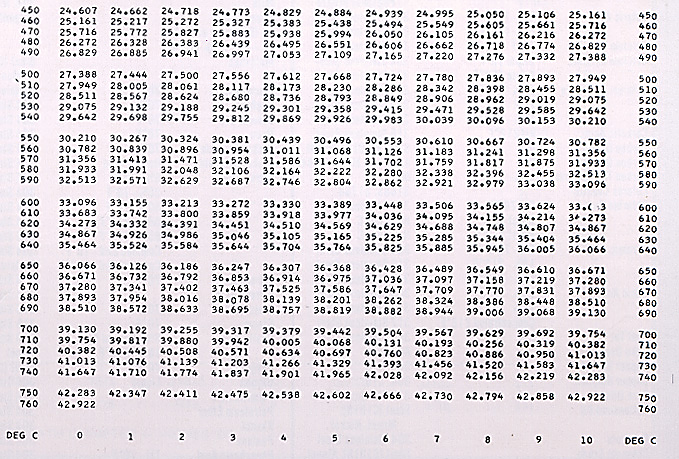 450 24.607 24.662 24.718 24.773 24.829 24.884 24.939 24.995 25.050 25.106 25.161 450
460 25.161 25.217 25.272 25.327 25.383 25.438 25.494 25.549 25.605 25.661 25.716 460
470 25.716 25.772 25.827 25.883 25.938 25.994 26.050 26.105 26.161 26.216 26.272 470
480 26.272 26.328 26.383 26.439 26.495 26.551 26.606 26.662 26.718 26.774 26.829 480
490 26.829 26.885 26.941 26.997 27.053 27.109 27.165 27.220 27.276 27.332 27.388 490
500 27.388 27.444 27.500 27.556 27.612 27.668 27.724 27.780 27.836 27.893 27.949 500
510 27.949 28.005 28.061 28.117 28.173 28.230 28.286 28.342 28.398 28.455 28.511 510
520 28.511 28.567 28.624 28.680 28.736 28.793 28.849 28.906 28.962 29.019 29.075 520
530 29.075 29.132 29.188 29.245 29.301 29.358 29.415 29.471 29.528 29.585 29.642 530
540 29.642 29.698 29.755 29.812 29.869 29.926 29.983 30.039 30.096 30.153 30.210 540
550 30.210 30.267 30.324 30.381 30.439 30.496 30.553 30.610 30.667 30.724 30.782 550
560 30.782 30.839 30.896 30.954 31.011 31.068 31.126 31.183 31.241 31.298 31.356 560
570 31.356 31.413 31.471 31.528 31.586 31.644 31.702 31.759 31.817 31.875 31.933 570
580 31.933 31.991 32.048 32.106 32.164 32.222 32.280 32.338 32.396 32.455 32.513 580
590 32.513 32.571 32.629 32.687 32.746 32.804 32.862 32.921 32.979 33.038 33.096 590
600 33.096 33.155 33.213 33.272 33.330 33.389 33.448 33.506 33.565 33.624 600
610 33.683 33.742 33.800 33.859 33.918 33.977 34.036 34.095 34.155 34.214 34.273 610
620 34.273 34.332 34.391 34.451 34.510 34.569 34.629 34.688 34.748 34.807 34.867 620
630 34.867 34.926 34.986 35.046 35.105 35.165 35.225 35.285 35.344 35.404 35.464 630
640 35.464 35.524 35.584 35.644 35.704 35.764 35.825 35.885 35.945 36.005 36.066 640
650 36.066 36.126 36.186 36.247 36.307 36.368 36.428 36.489 36.549 36.610 36.671 650
660 36.671 36.732 36.792 36.853 36.914 36.975 37.036 37.097 37.158 37.219 37.280 660
670 37.280 37.341 37.402 37.463 37.525 37.586 37.647 37.709 37.770 37.831 37.893 670
680 37.893 37.954 38.016 38.078 38.139 38.201 38.262 38.324 38.386 38.448 38.510 680
690 38.510 38.572 38.633 38.695 38.757 38.819 38.882 38.944 39.006 39.068 39.130 690
700 39.130 39.192 39.255 39.317 39.379 39.442 39.504 39.567 39.629 39.692 39.754 700
710 39.754 39.817 39.880 39.942 40.005 40.068 40.131 40.193 40.256 40.319 40.382 710
720 40.382 40.445 40.508 40.571 40.634 40.697 40.760 40.823 40.886 40.950 41.013 720
730 41.013 41.076 41.139 41.203 41.266 41.329 41.393 41.456 41.520 41.583 41.647 730
740 41.647 41.710 41.774 41.837 41.901 41.965 42.028 42.092 42.156 42.219 42.283 740
750 42.283 42.347 42.411 42.475 42.538 42.602 42.666 42.730 42.794 42.858 42.922 750
760 42.922 760
DEG C 0 1 2 3 4 5 6 7 8 9 10 DEG C